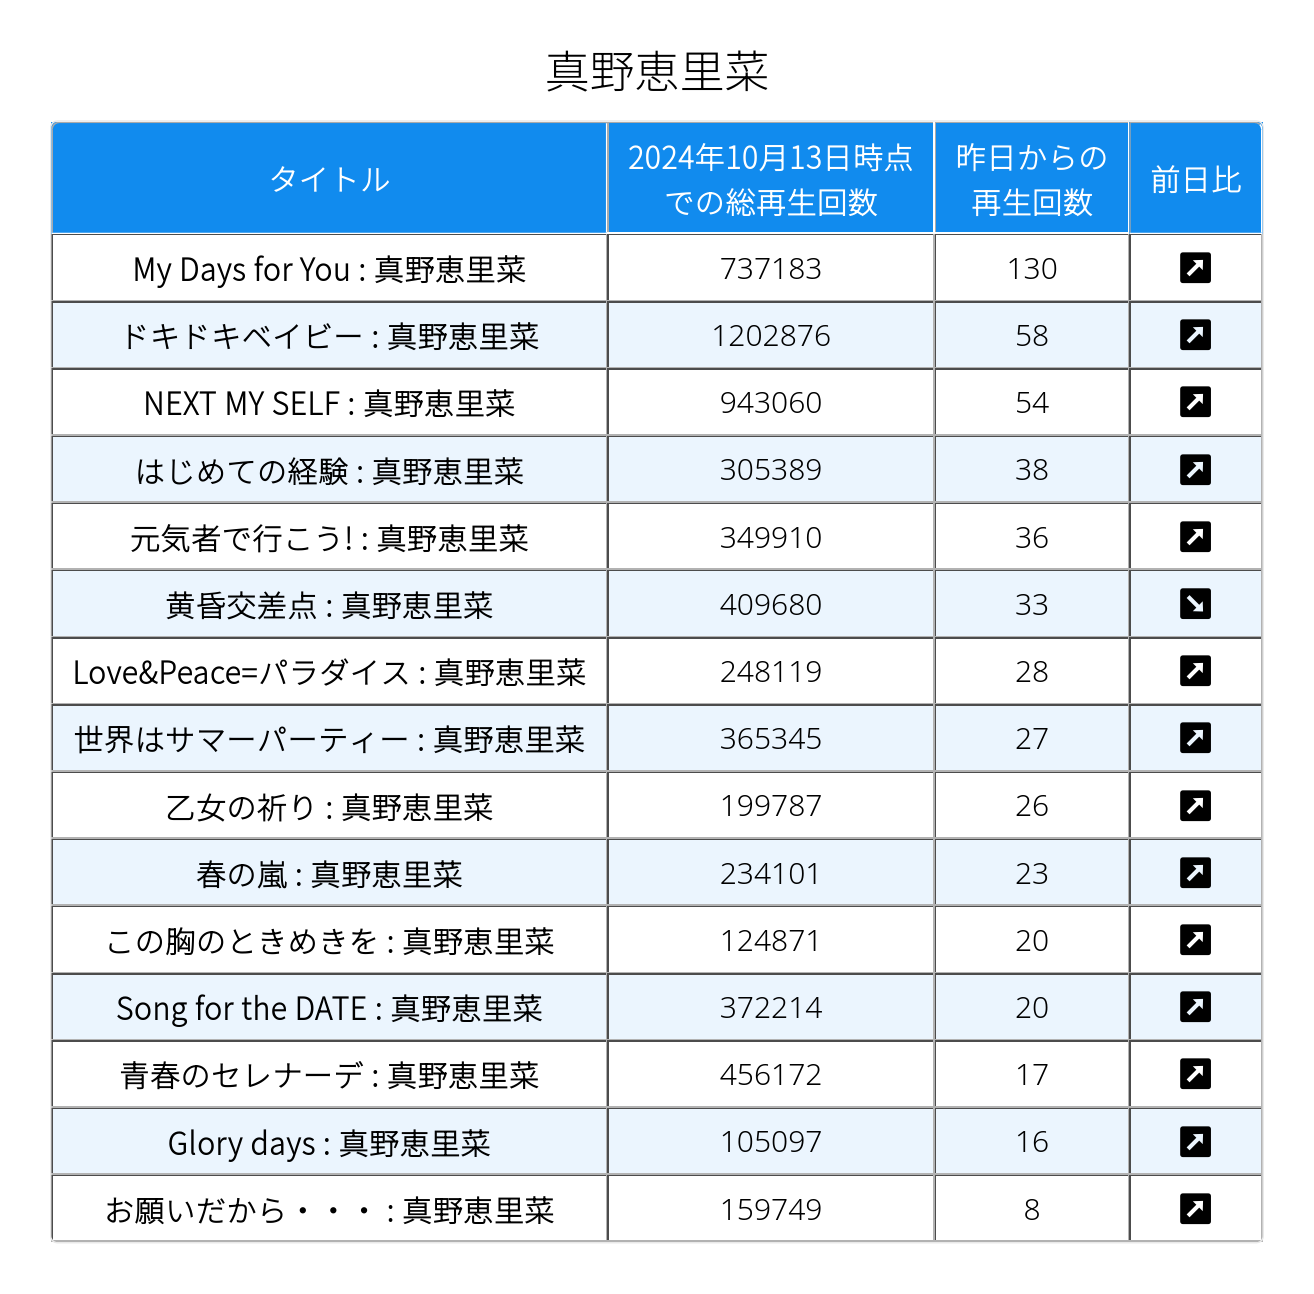 真野恵里菜
タイトル 2024年10月13日時点での総再生回数 昨日からの再生回数 前日比
My Days for You : 真野恵里菜 737183 130 ↗
ドキドキベイビー : 真野恵里菜 1202876 58 ↗
NEXT MY SELF : 真野恵里菜 943060 54 ↗
はじめての経験 : 真野恵里菜 305389 38 ↗
元気者で行こう! : 真野恵里菜 349910 36 ↗
黄昏交差点 : 真野恵里菜 409680 33 ↘
Love&Peace=パラダイス : 真野恵里菜 248119 28 ↗
世界はサマーパーティー : 真野恵里菜 365345 27 ↗
乙女の祈り : 真野恵里菜 199787 26 ↗
春の嵐 : 真野恵里菜 234101 23 ↗
この胸のときめきを : 真野恵里菜 124871 20 ↗
Song for the DATE : 真野恵里菜 372214 20 ↗
青春のセレナーデ : 真野恵里菜 456172 17 ↗
Glory days : 真野恵里菜 105097 16 ↗
お願いだから・・・ : 真野恵里菜 159749 8 ↗